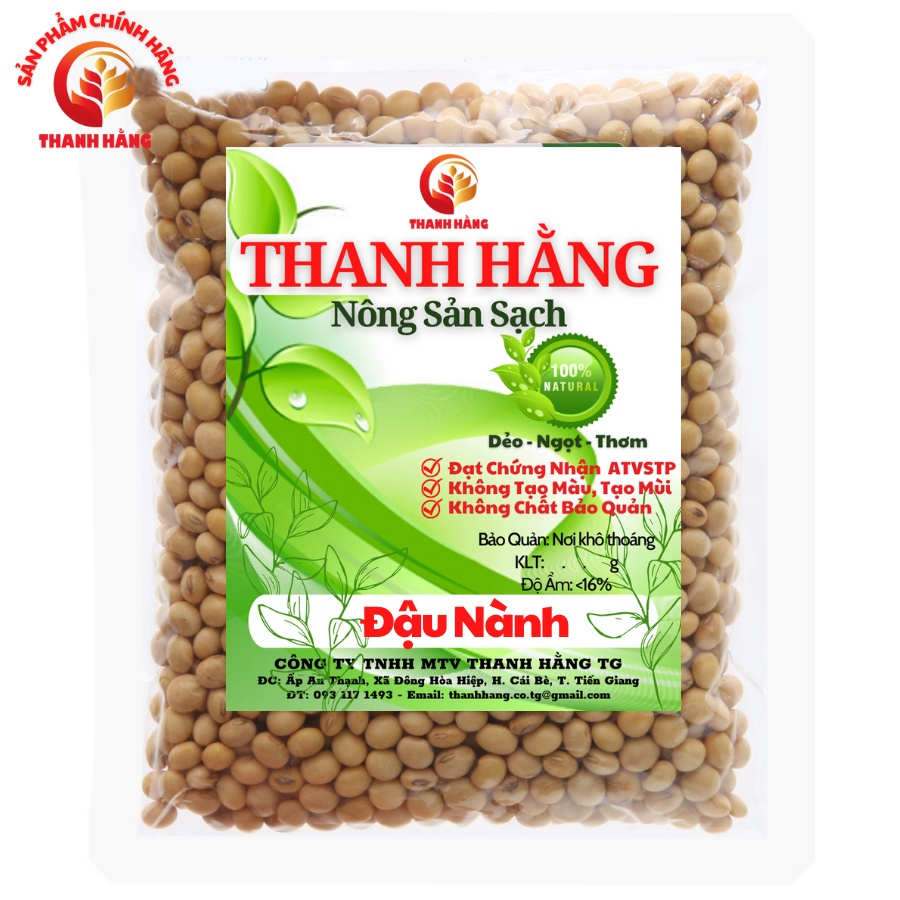 SẢN PHẨM CHÍNH HÃNG
THANH HẰNG
THANH HẰNG
THANH HẰNG
Nông Sản Sạch
100%
NATURAL
Dẻo - Ngọt - Thơm
Đạt Chứng Nhận ATVSTP
Không Tạo Màu, Tạo Mùi
Không Chất Bảo Quản
Bảo Quản: Nơi khô thoáng
KLT: . . g
Độ Ẩm: <16%
Đậu Nành
CÔNG TY TNHH MTV THANH HẰNG TG
ĐC: Ấp An Thạnh, Xã Đông Hòa Hiệp, H. Cái Bè, T. Tiền Giang
ĐT: 093 117 1493 - Email: thanhhang.co.tg@gmail.com